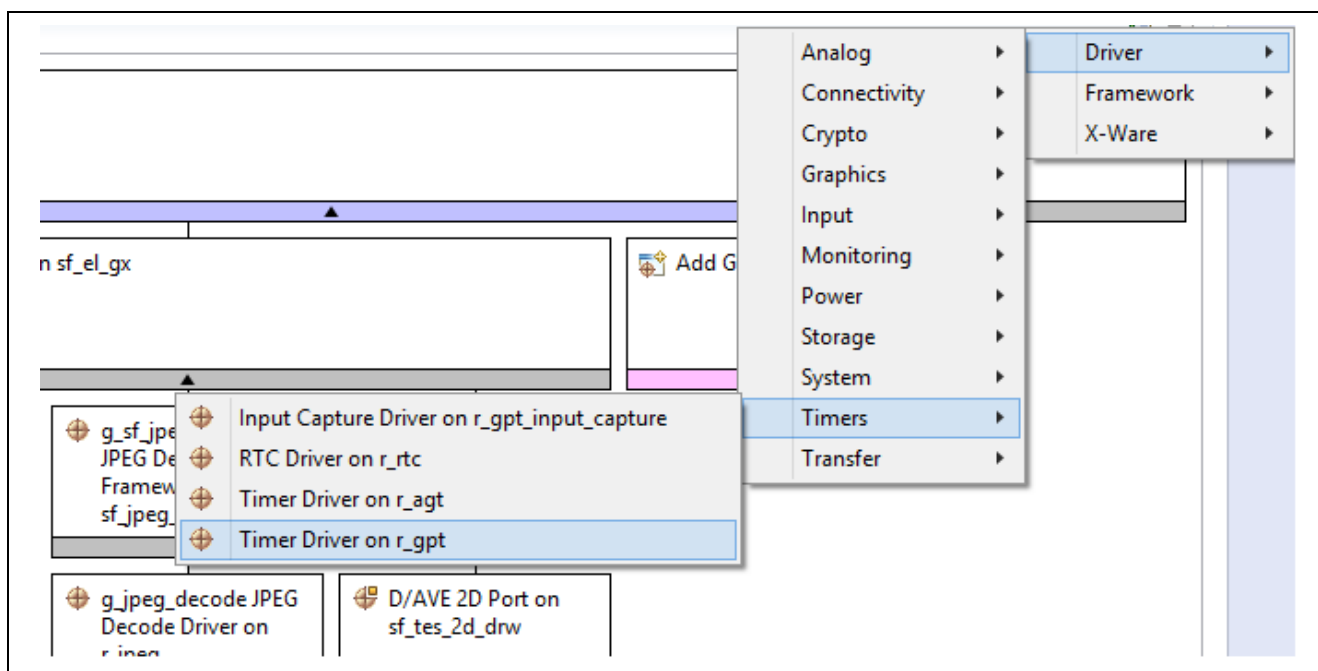 Analog
Connectivity
Crypto
Graphics
Input
Monitoring
Power
Storage
System
Timers
Transfer
Driver
Framework
X-Ware
n sf_el_gx
Add G
Input Capture Driver on r_gpt_input_capture
RTC Driver on r_rtc
Timer Driver on r_agt
Timer Driver on r_gpt
g_sf_jpe
JPEG De
Framew
sf_jpeg_
g_jpeg_decode JPEG
Decode Driver on
D/AVE 2D Port on
sf_tes_2d_drw